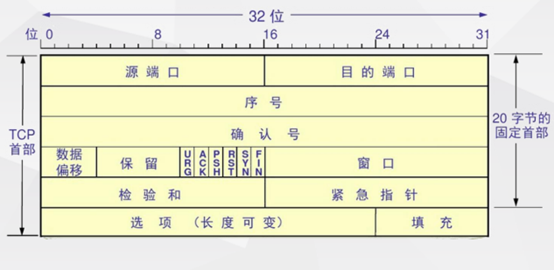 32 位
位 0 8 16 24 31
源 端 口 目 的 端 口
序 号
确 认 号
数据
偏移
保 留
URG ACK PSH RST SYN FIN
窗 口
检 验 和 紧 急 指 针
选 项 (长 度 可 变) 填 充
TCP
首部
20 字节的
固定首部